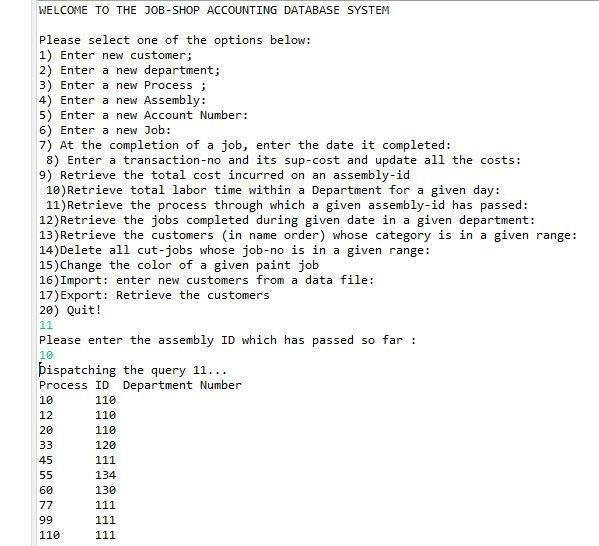 WELCOME TO THE JOB-SHOP ACCOUNTING DATABASE SYSTEM
Please select one of the options below:
1) Enter new customer;
2) Enter a new department;
3) Enter a new Process ;
4) Enter a new Assembly:
5) Enter a new Account Number:
6) Enter a new Job:
7) At the completion of a job, enter the date it completed:
8) Enter a transaction-no and its sup-cost and update all the costs:
9) Retrieve the total cost incurred on an assembly-id
10)Retrieve total labor time within a Department for a given day:
11)Retrieve the process through which a given assembly-id has passed:
12)Retrieve the jobs completed during given date in a given department:
13)Retrieve the customers (in name order) whose category is in a given range:
14)Delete all cut-jobs whose job-no is in a given range:
15)Change the color of a given paint job
16)Import: enter new customers from a data file:
17)Export: Retrieve the customers
20) Quit!
11
Please enter the assembly ID which has passed so far :
10
Dispatching the query 11...
Process ID Department Number
10 110
12 110
20 110
33 120
45 111
55 134
60 130
77 111
99 111
110 111